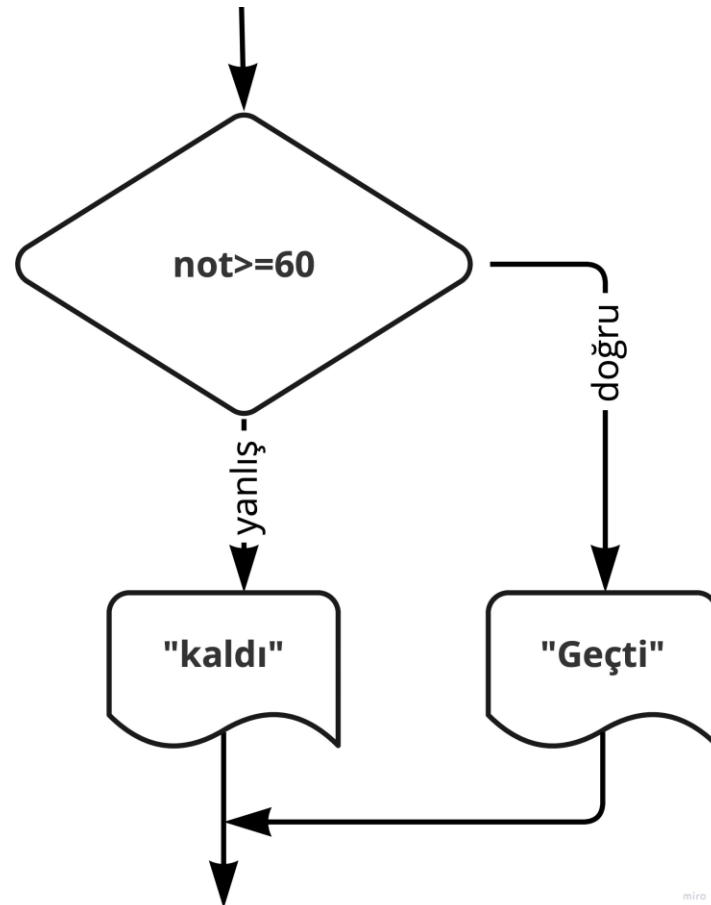 not>=60
doğru
yanlış
"kaldı"
"Geçti"
miro